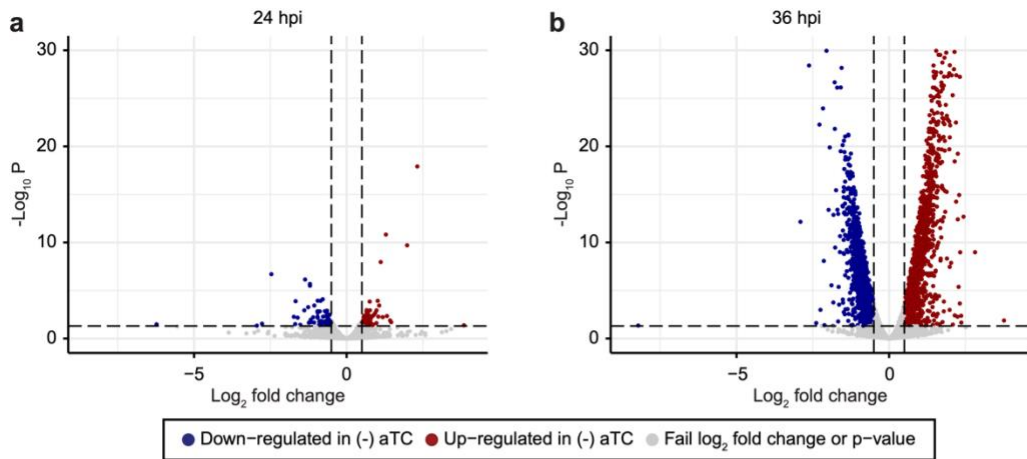 a
24 hpi
30
20
10
0
-Log₁₀ P
−5
0
Log₂ fold change
b
36 hpi
30
20
10
0
-Log₁₀ P
−5
0
Log₂ fold change
Down−regulated in (-) aTC Up−regulated in (-) aTC Fail log₂ fold change or p−value